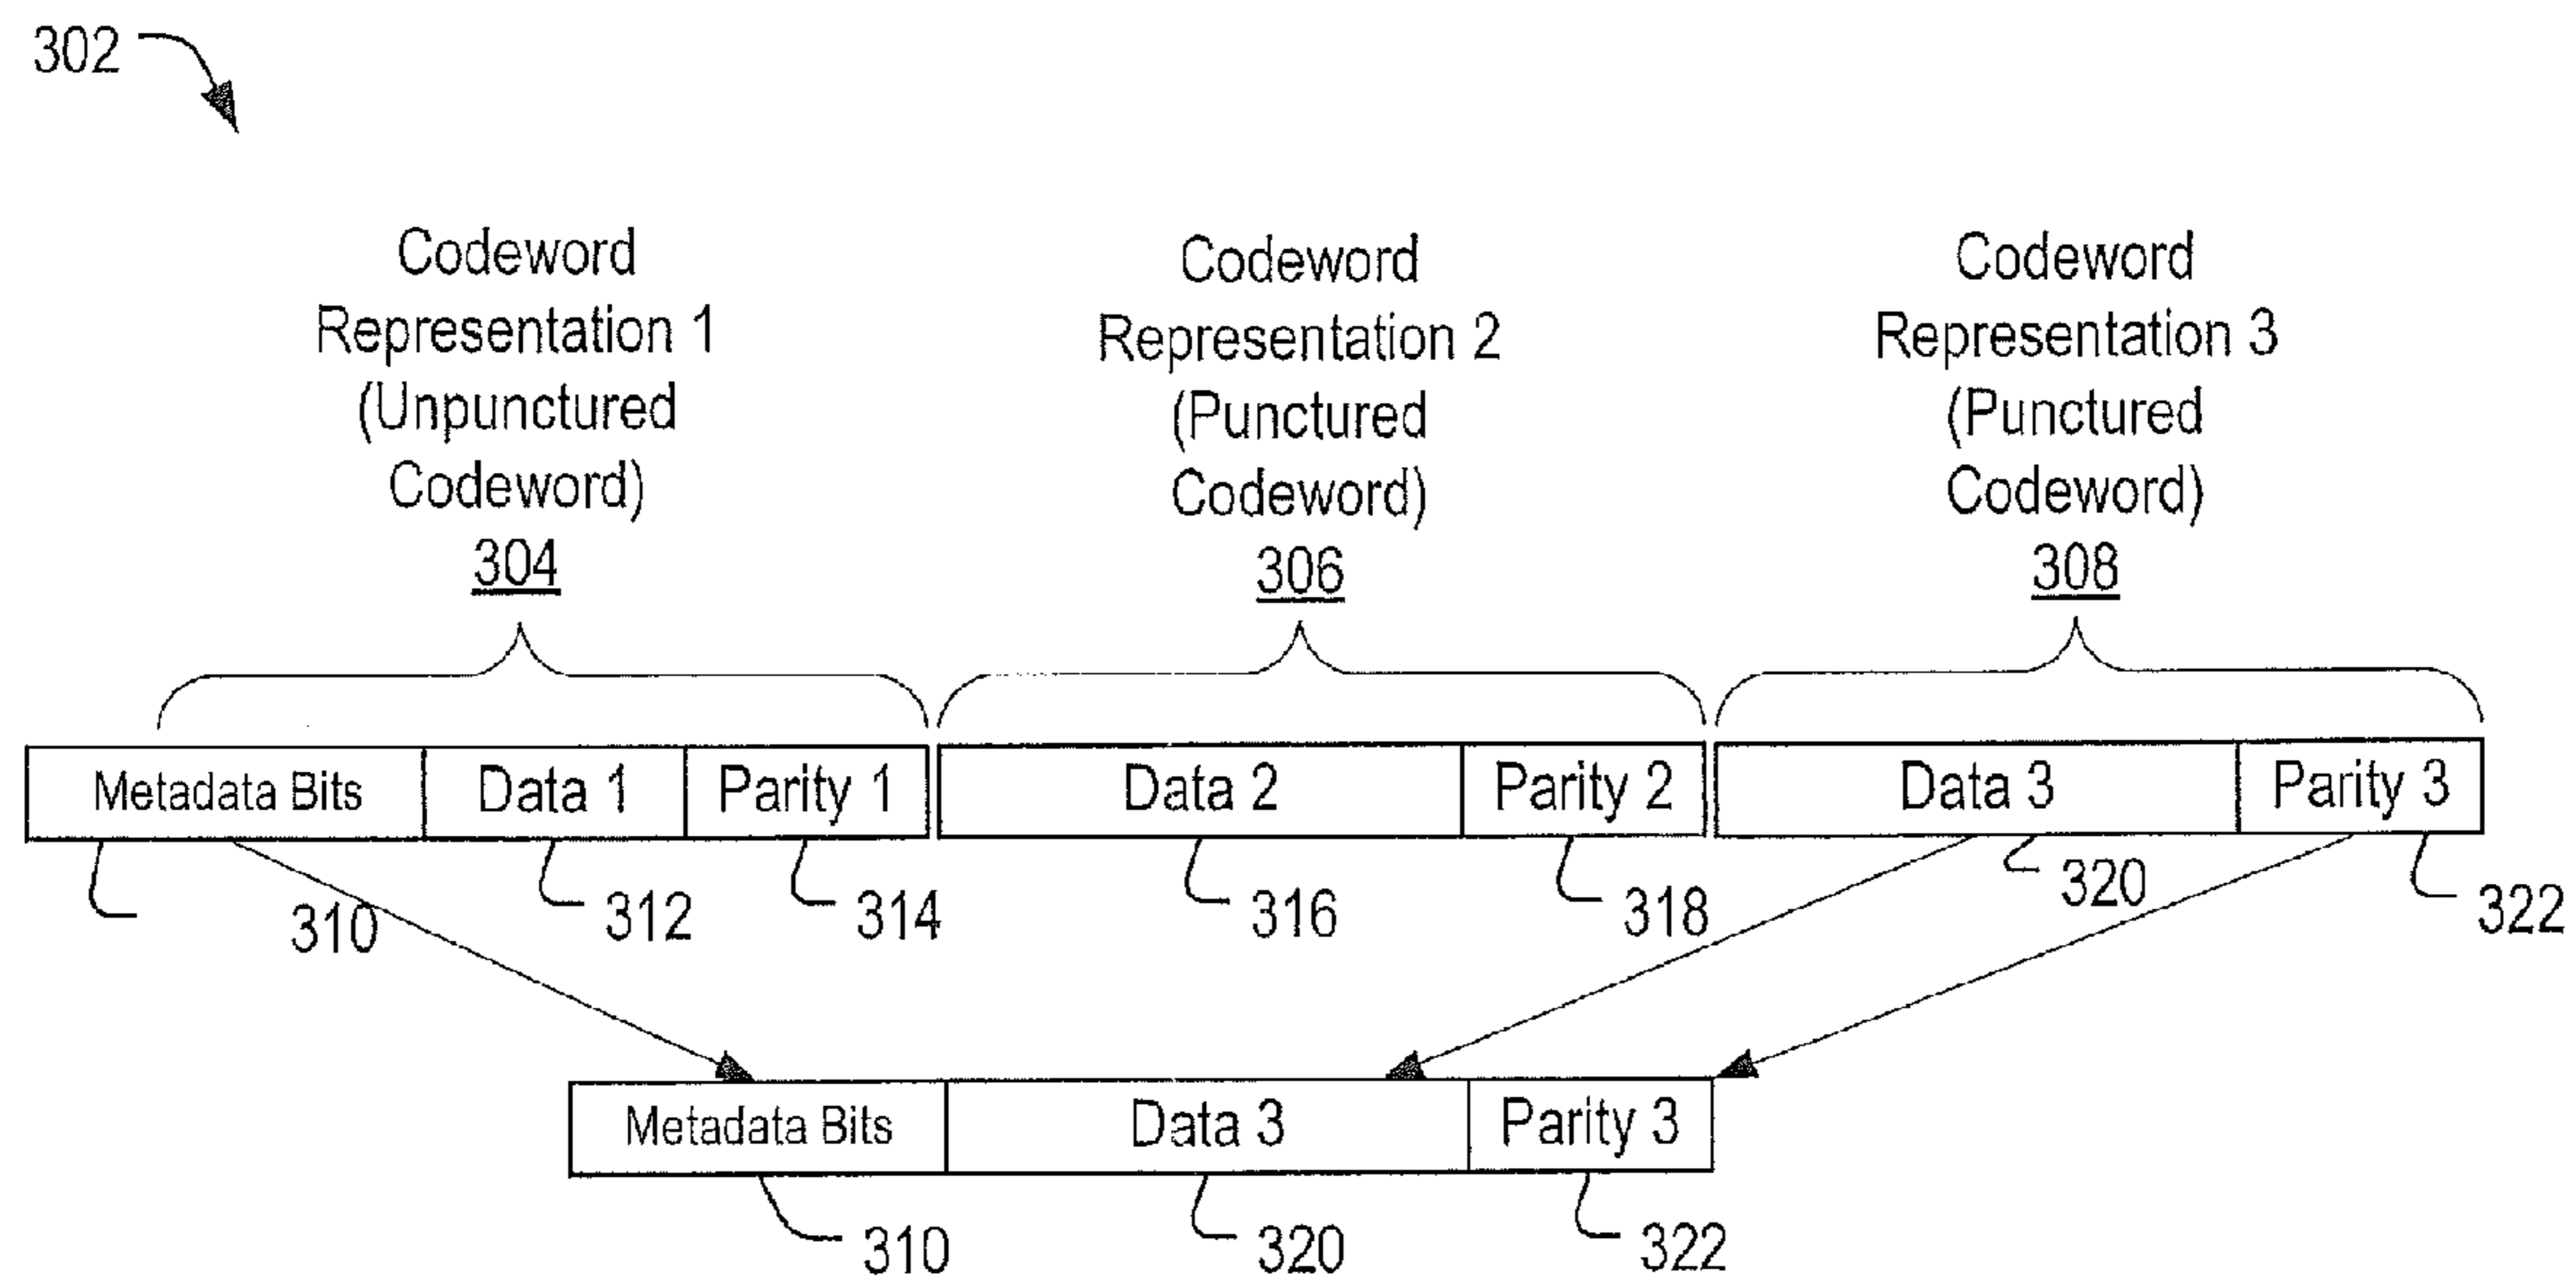 302
Codeword
Representation 1
(Unpunctured
Codeword)
304
Codeword
Representation 2
(Punctured
Codeword)
306
Codeword
Representation 3
(Punctured
Codeword)
308
Metadata Bits Data 1 Parity 1 Data 2 Parity 2 Data 3 Parity 3
310 312 314 316 318 320 322
Metadata Bits Data 3 Parity 3
310 320 322